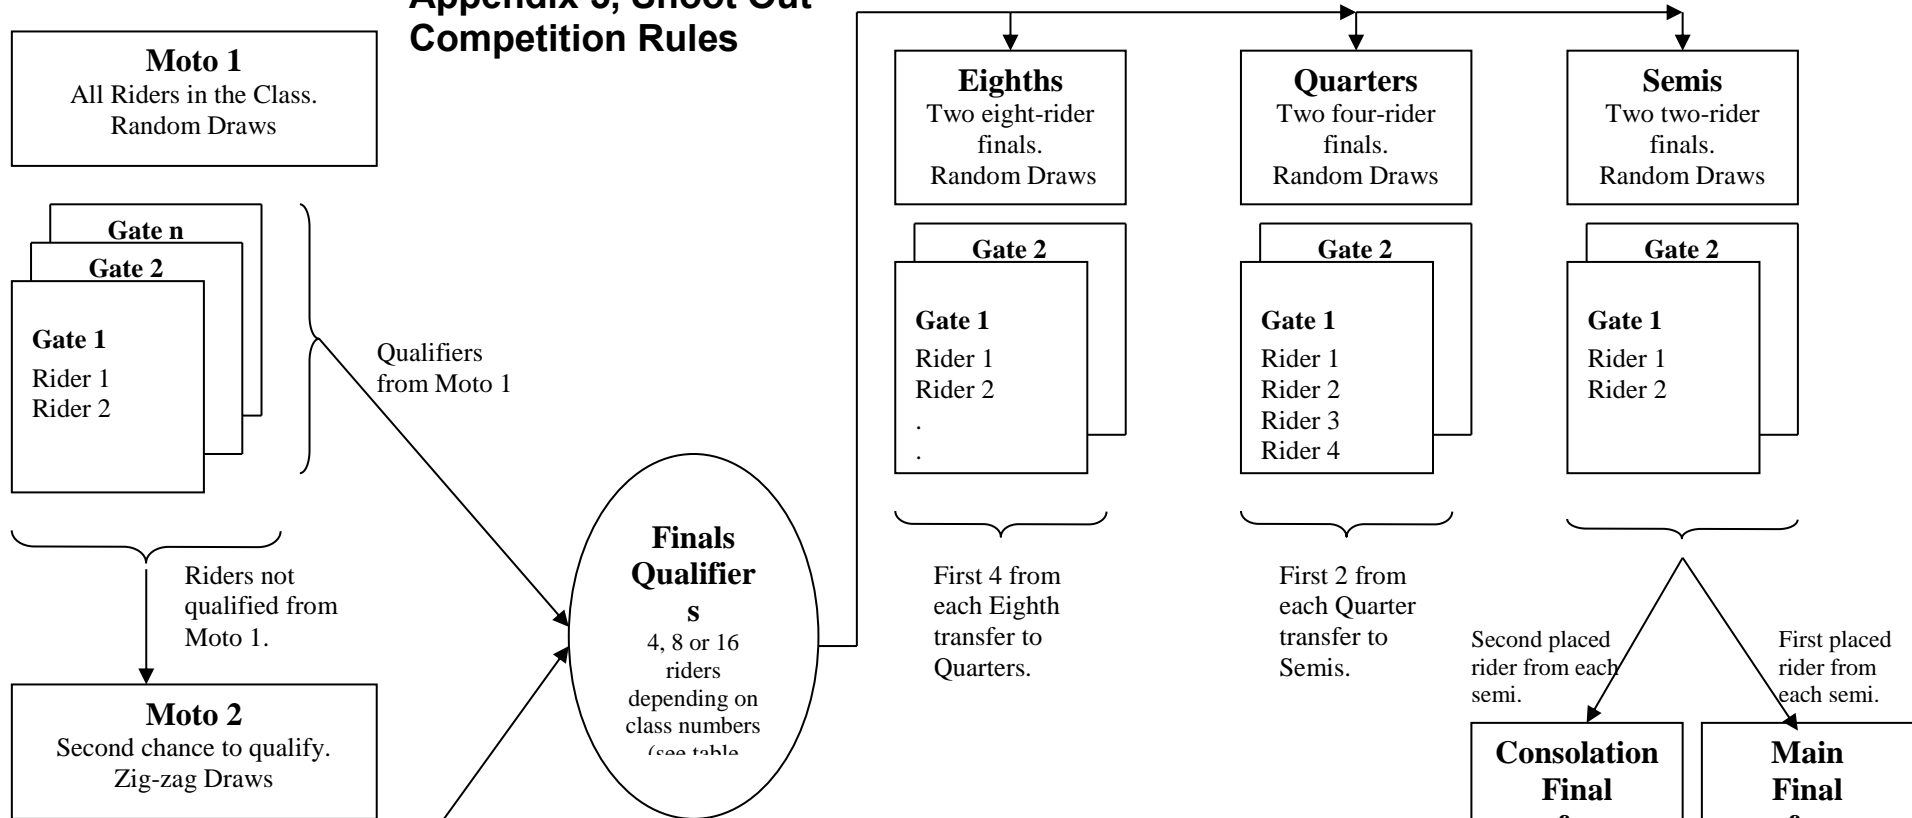 Appendix 3, Shoot Out
Competition Rules
Moto 1
All Riders in the Class.
Random Draws
Gate n
Gate 2
Gate 1
Rider 1
Rider 2
Qualifiers
from Moto 1
Riders not
qualified from
Moto 1.
Moto 2
Second chance to qualify.
Zig-zag Draws
Finals
Qualifier
s
4, 8 or 16
riders
depending on
class numbers
(see table
Eighths
Two eight-rider
finals.
Random Draws
Gate 2
Gate 1
Rider 1
Rider 2
.
.
First 4 from
each Eighth
transfer to
Quarters.
Quarters
Two four-rider
finals.
Random Draws
Gate 2
Gate 1
Rider 1
Rider 2
Rider 3
Rider 4
First 2 from
each Quarter
transfer to
Semis.
Semis
Two two-rider
finals.
Random Draws
Gate 2
Gate 1
Rider 1
Rider 2
Second placed
rider from each
semi.
First placed
rider from
each semi.
Consolation
Final
Main
Final